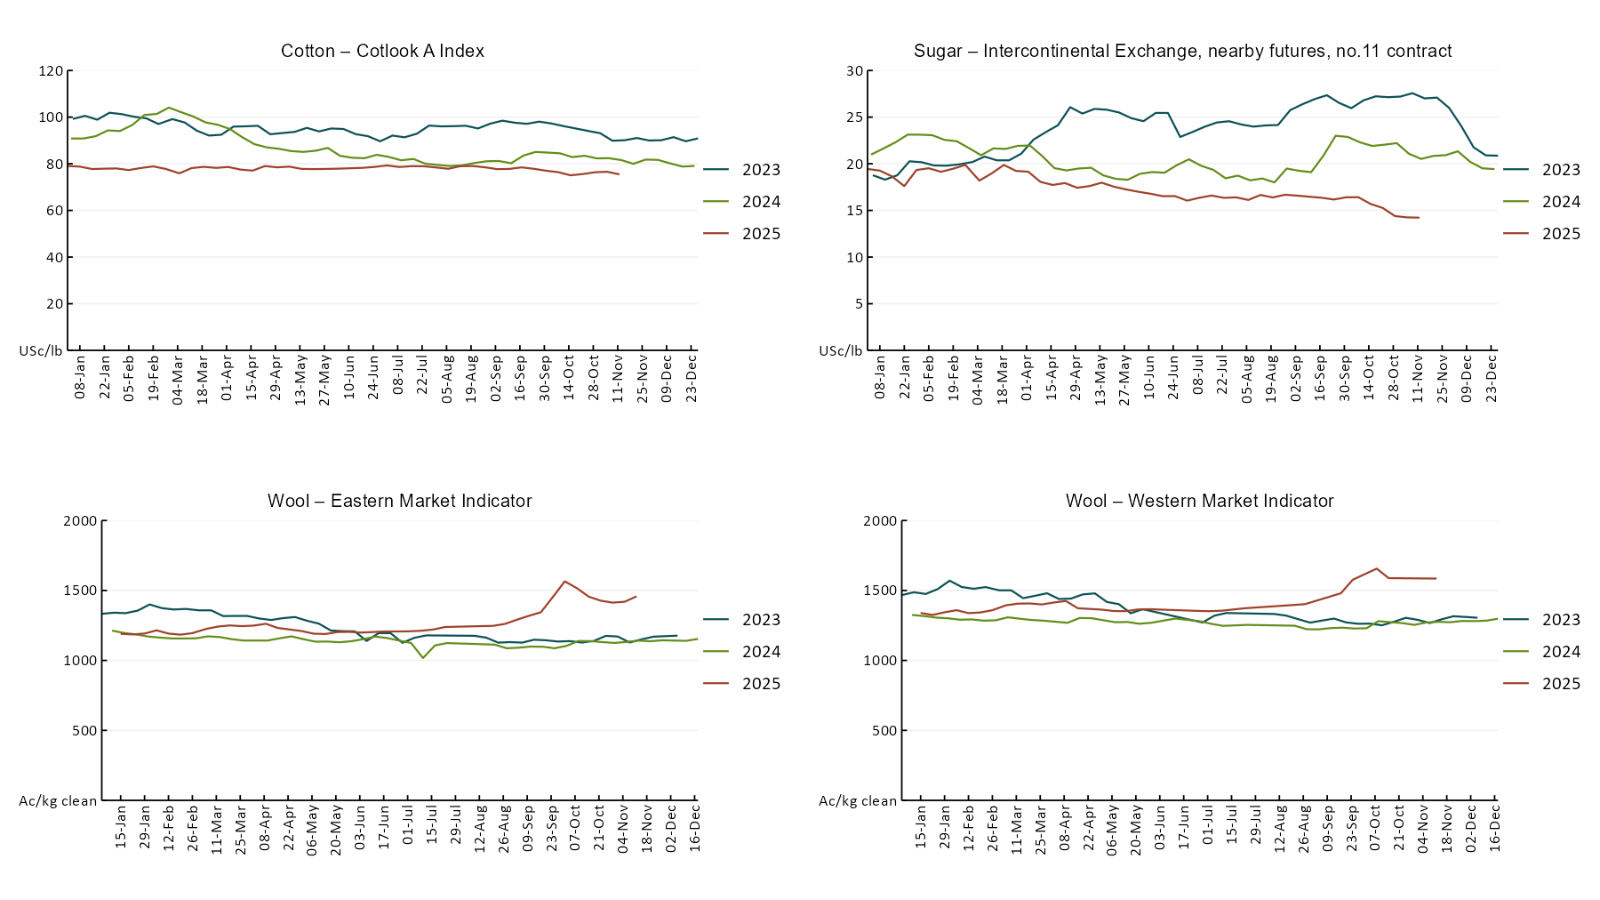 Cotton – Cotlook A Index
120
100
80
60
40
20
USc/lb
08-Jan
22-Jan
05-Feb
19-Feb
04-Mar
18-Mar
01-Apr
15-Apr
29-Apr
13-May
27-May
10-Jun
24-Jun
08-Jul
22-Jul
05-Aug
19-Aug
02-Sep
16-Sep
30-Sep
14-Oct
28-Oct
11-Nov
25-Nov
09-Dec
23-Dec
2023
2024
2025
Sugar – Intercontinental Exchange, nearby futures, no.11 contract
30
25
20
15
10
5
USc/lb
08-Jan
22-Jan
05-Feb
19-Feb
04-Mar
18-Mar
01-Apr
15-Apr
29-Apr
13-May
27-May
10-Jun
24-Jun
08-Jul
22-Jul
05-Aug
19-Aug
02-Sep
16-Sep
30-Sep
14-Oct
28-Oct
11-Nov
25-Nov
09-Dec
23-Dec
2023
2024
2025
Wool – Eastern Market Indicator
2000
1500
1000
500
Ac/kg clean
15-Jan
29-Jan
12-Feb
26-Feb
11-Mar
25-Mar
08-Apr
22-Apr
06-May
20-May
03-Jun
17-Jun
01-Jul
15-Jul
29-Jul
12-Aug
26-Aug
09-Sep
23-Sep
07-Oct
21-Oct
04-Nov
18-Nov
02-Dec
16-Dec
2023
2024
2025
Wool – Western Market Indicator
2000
1500
1000
500
Ac/kg clean
15-Jan
29-Jan
12-Feb
26-Feb
11-Mar
25-Mar
08-Apr
22-Apr
06-May
20-May
03-Jun
17-Jun
01-Jul
15-Jul
29-Jul
12-Aug
26-Aug
09-Sep
23-Sep
07-Oct
21-Oct
04-Nov
18-Nov
02-Dec
16-Dec
2023
2024
2025